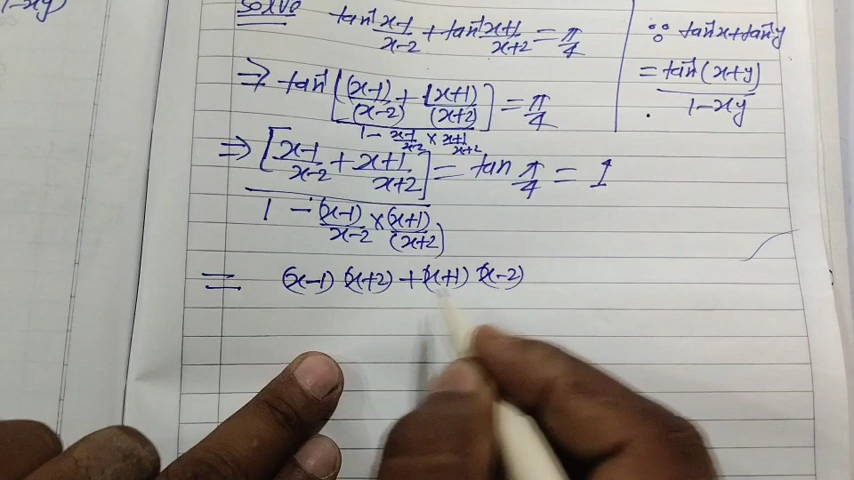 1-xy)
Solve tan⁻¹ x-1/x-2 + tan⁻¹ x+1/x+2 = π/4
⇒ tan⁻¹ [((x-1)/(x-2) + (x+1)/(x+2)) / (1 - x-1/x-2 × x+1/x+2)] = π/4
⇒ [x-1/x-2 + x+1/x+2] / (1 - (x-1)/x-2 × (x+1)/(x+2)) = tan π/4 = 1
= (x-1) (x+2) + (x+1) (x-2)
∵ tan⁻¹x + tan⁻¹y
= tan⁻¹(x+y)/1-xy